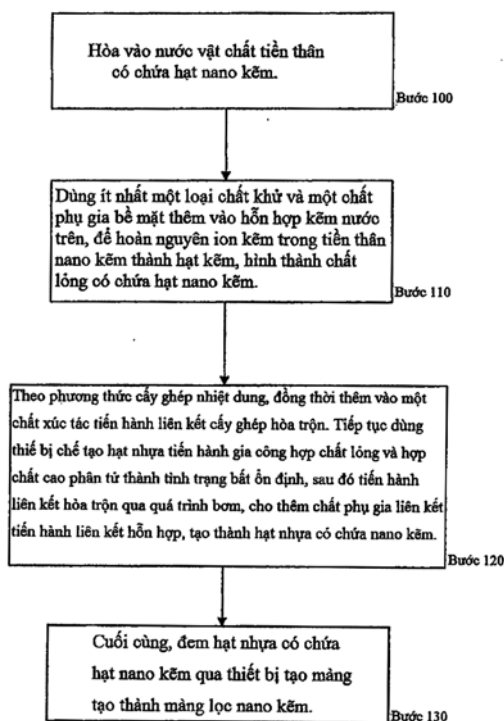 Hòa vào nước vật chất tiền thân
có chứa hạt nano kẽm.
Bước 100
Dùng ít nhất một loại chất khử và một chất
phụ gia bề mặt thêm vào hỗn hợp kẽm nước
trên, để hoàn nguyên ion kẽm trong tiền thân
nano kẽm thành hạt kẽm, hình thành chất
lỏng có chứa hạt nano kẽm.
Bước 110
Theo phương thức cấy ghép nhiệt dung, đồng thời thêm vào một
chất xúc tác tiến hành liên kết cấy ghép hòa trộn. Tiếp tục dùng
thiết bị chế tạo hạt nhựa tiến hành gia công hợp chất lỏng và hợp
chất cao phân tử thành tình trạng bất ổn định, sau đó tiến hành
liên kết hòa trộn qua quá trình bơm, cho thêm chất phụ gia liên kết
tiến hành liên kết hỗn hợp, tạo thành hạt nhựa có chứa nano kẽm.
Bước 120
Cuối cùng, đem hạt nhựa có chứa
hạt nano kẽm qua thiết bị tạo màng
tạo thành màng lọc nano kẽm.
Bước 130